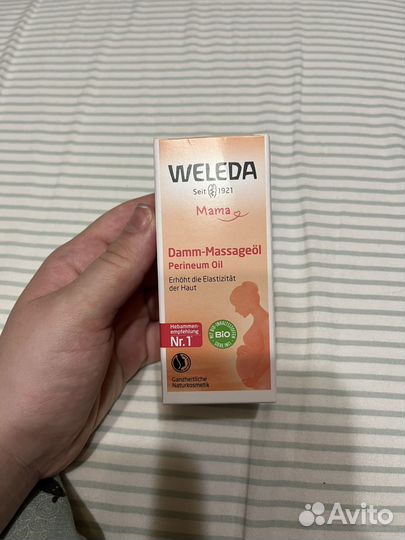 WELEDA
Seit 1921
Mama
Damm-Massageöl
Perineum Oil
Erhöht die Elastizität
der Haut
Hebammen-
empfehlung
Nr.1
BIO
Ganzheitliche
Naturkosmetik
Avito